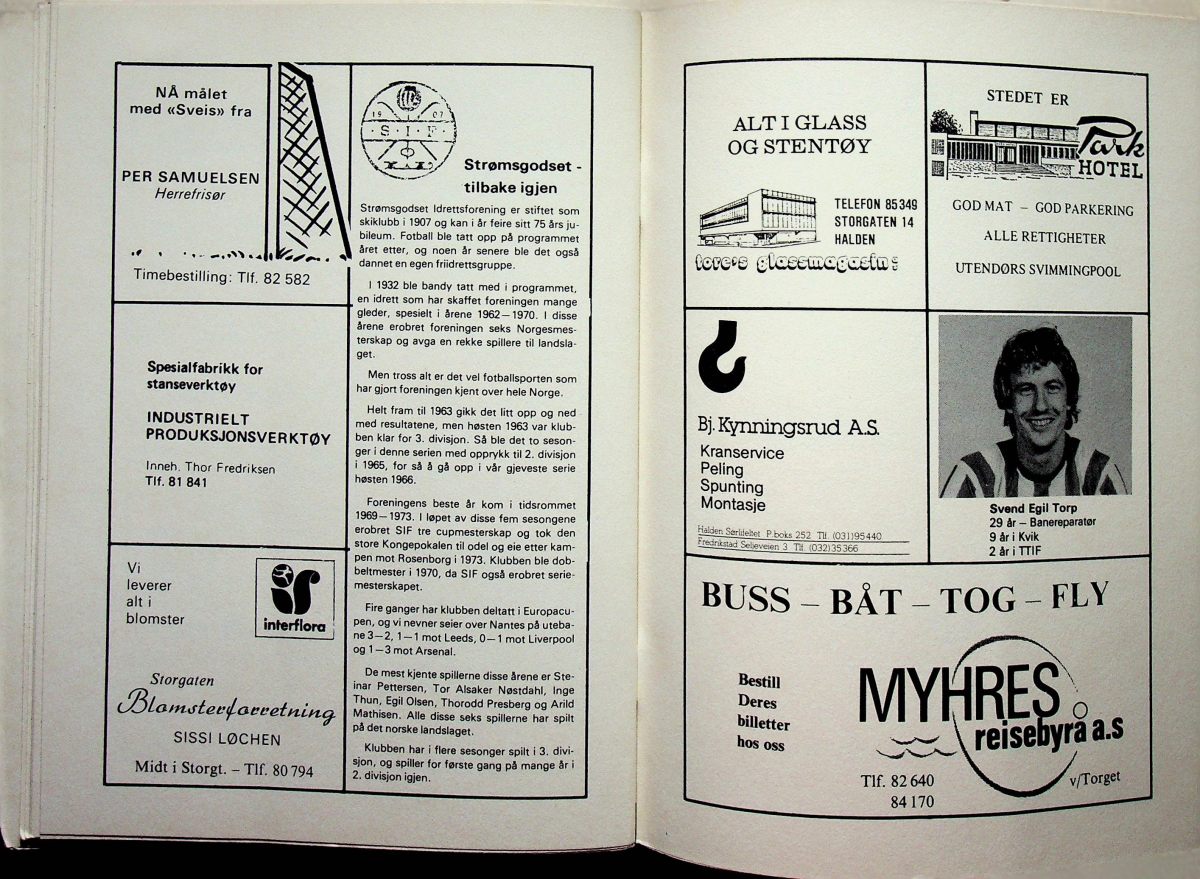 NÅ målet
med «Sveis» fra
PER SAMUELSEN
Herrefrisør
Timebestilling: Tlf. 82 582
Spesialfabrikk for
stanseverktøy
INDUSTRIELT
PRODUKSJONSVERKTØY
Inneh. Thor Fredriksen
Tlf. 81 841
Vi
leverer
alt i
blomster
interflora
Storgaten
Blomsterforretning
SISSI LØCHEN
Midt i Storgt. – Tlf. 80 794
1907
· S · I · F ·
Strømsgodset -
tilbake igjen
Strømsgodset Idrettsforening er stiftet som
skiklubb i 1907 og kan i år feire sitt 75 års ju-
bileum. Fotball ble tatt opp på programmet
året etter, og noen år senere ble det også
dannet en egen friidrettsgruppe.
I 1932 ble bandy tatt med i programmet,
en idrett som har skaffet foreningen mange
gleder, spesielt i årene 1962–1970. I disse
årene erobret foreningen seks Norgesmes-
terskap og avga en rekke spillere til landsla-
get.
Men tross alt er det vel fotballsporten som
har gjort foreningen kjent over hele Norge.
Helt fram til 1963 gikk det litt opp og ned
med resultatene, men høsten 1963 var klub-
ben klar for 3. divisjon. Så ble det to seson-
ger i denne serien med opprykk til 2. divisjon
i 1965, for så å gå opp i vår gjeveste serie
høsten 1966.
Foreningens beste år kom i tidsrommet
1969–1973. I løpet av disse fem sesongene
erobret SIF tre cupmesterskap og tok den
store Kongepokalen til odel og eie etter kam-
pen mot Rosenborg i 1973. Klubben ble dob-
beltmester i 1970, da SIF også erobret serie-
mesterskapet.
Fire ganger har klubben deltatt i Europacu-
pen, og vi nevner seier over Nantes på uteba-
ne 3–2, 1–1 mot Leeds, 0–1 mot Liverpool
og 1–3 mot Arsenal.
De mest kjente spillerne disse årene er Ste-
inar Pettersen, Tor Alsaker Nøstdahl, Inge
Thun, Egil Olsen, Thorodd Presberg og Arild
Mathisen. Alle disse seks spillerne har spilt
på det norske landslaget.
Klubben har i flere sesonger spilt i 3. divi-
sjon, og spiller for første gang på mange år i
2. divisjon igjen.
ALT I GLASS
OG STENTØY
TELEFON 85349
STORGATEN 14
HALDEN
tore's glassmagasin
STEDET ER
Park
HOTEL
GOD MAT – GOD PARKERING
ALLE RETTIGHETER
UTENDØRS SVIMMINGPOOL
Bj. Kynningsrud A.S.
Kranservice
Peling
Spunting
Montasje
Halden Sørlifeltet P.boks 252 Tlf. (031)95440
Fredrikstad Seljeveien 3 Tlf. (032)35366
Svend Egil Torp
29 år – Banereparatør
9 år i Kvik
2 år i TTIF
BUSS – BÅT – TOG – FLY
Bestill
Deres
billetter
hos oss
MYHRES
reisebyrå a.s
Tlf. 82 640
84 170
v/Torget